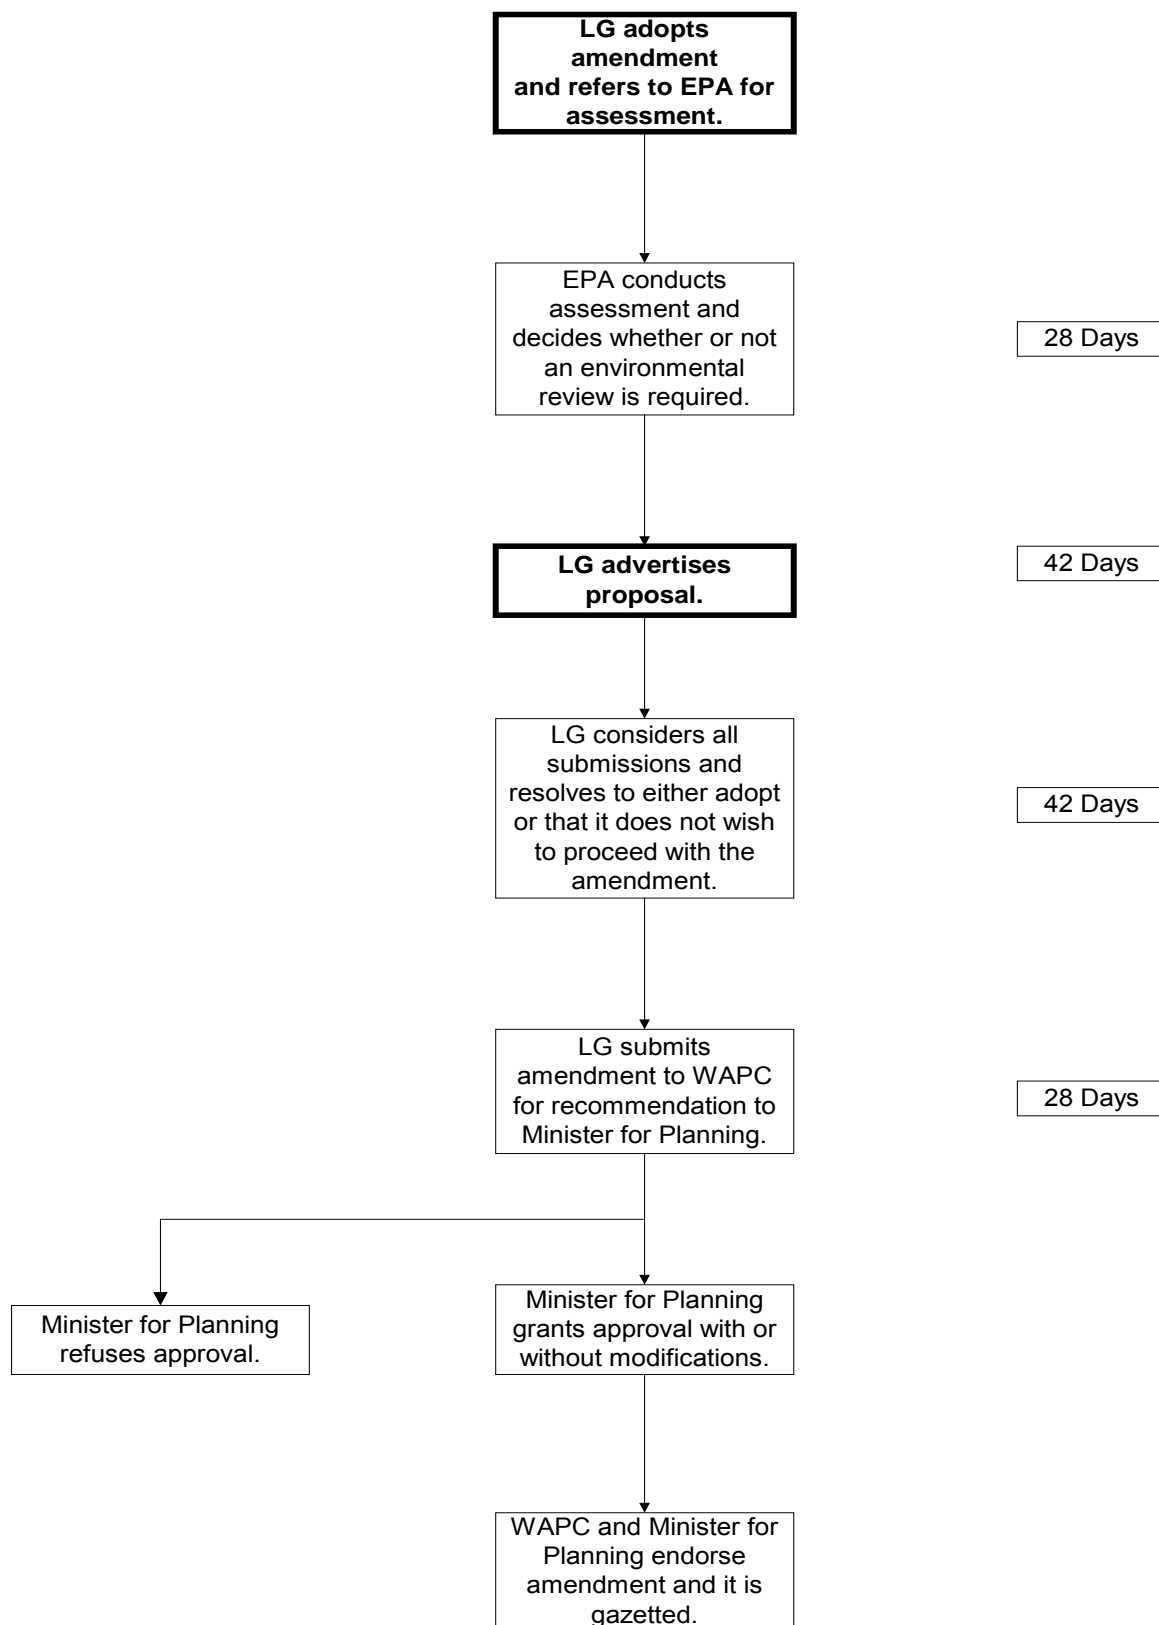 LG adopts
amendment
and refers to EPA for
assessment.
EPA conducts
assessment and
decides whether or not
an environmental
review is required.
28 Days
LG advertises
proposal.
42 Days
LG considers all
submissions and
resolves to either adopt
or that it does not wish
to proceed with the
amendment.
42 Days
LG submits
amendment to WAPC
for recommendation to
Minister for Planning.
28 Days
Minister for Planning
refuses approval.
Minister for Planning
grants approval with or
without modifications.
WAPC and Minister for
Planning endorse
amendment and it is
gazetted.